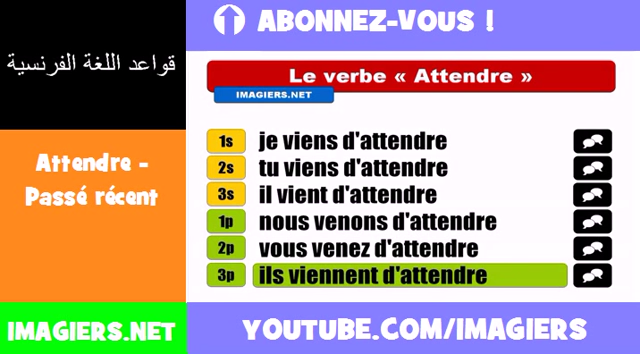 ABONNEZ-VOUS !
قواعد اللغة الفرنسية
Le verbe « Attendre »
IMAGIERS.NET
1s je viens d'attendre
2s tu viens d'attendre
3s il vient d'attendre
1p nous venons d'attendre
2p vous venez d'attendre
3p ils viennent d'attendre
Attendre -
Passé récent
IMAGIERS.NET
YOUTUBE.COM/IMAGIERS